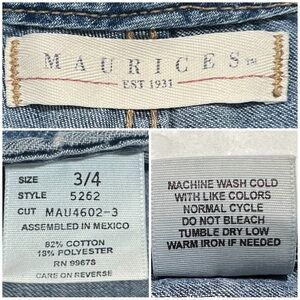 MAURICES TM
EST 1931
SIZE 3/4
STYLE 5262
CUT MAU4602-3
ASSEMBLED IN MEXICO
82% COTTON
18% POLYESTER
RN 99678
CARE ON REVERSE
MACHINE WASH COLD
WITH LIKE COLORS
NORMAL CYCLE
DO NOT BLEACH
TUMBLE DRY LOW
WARM IRON IF NEEDED